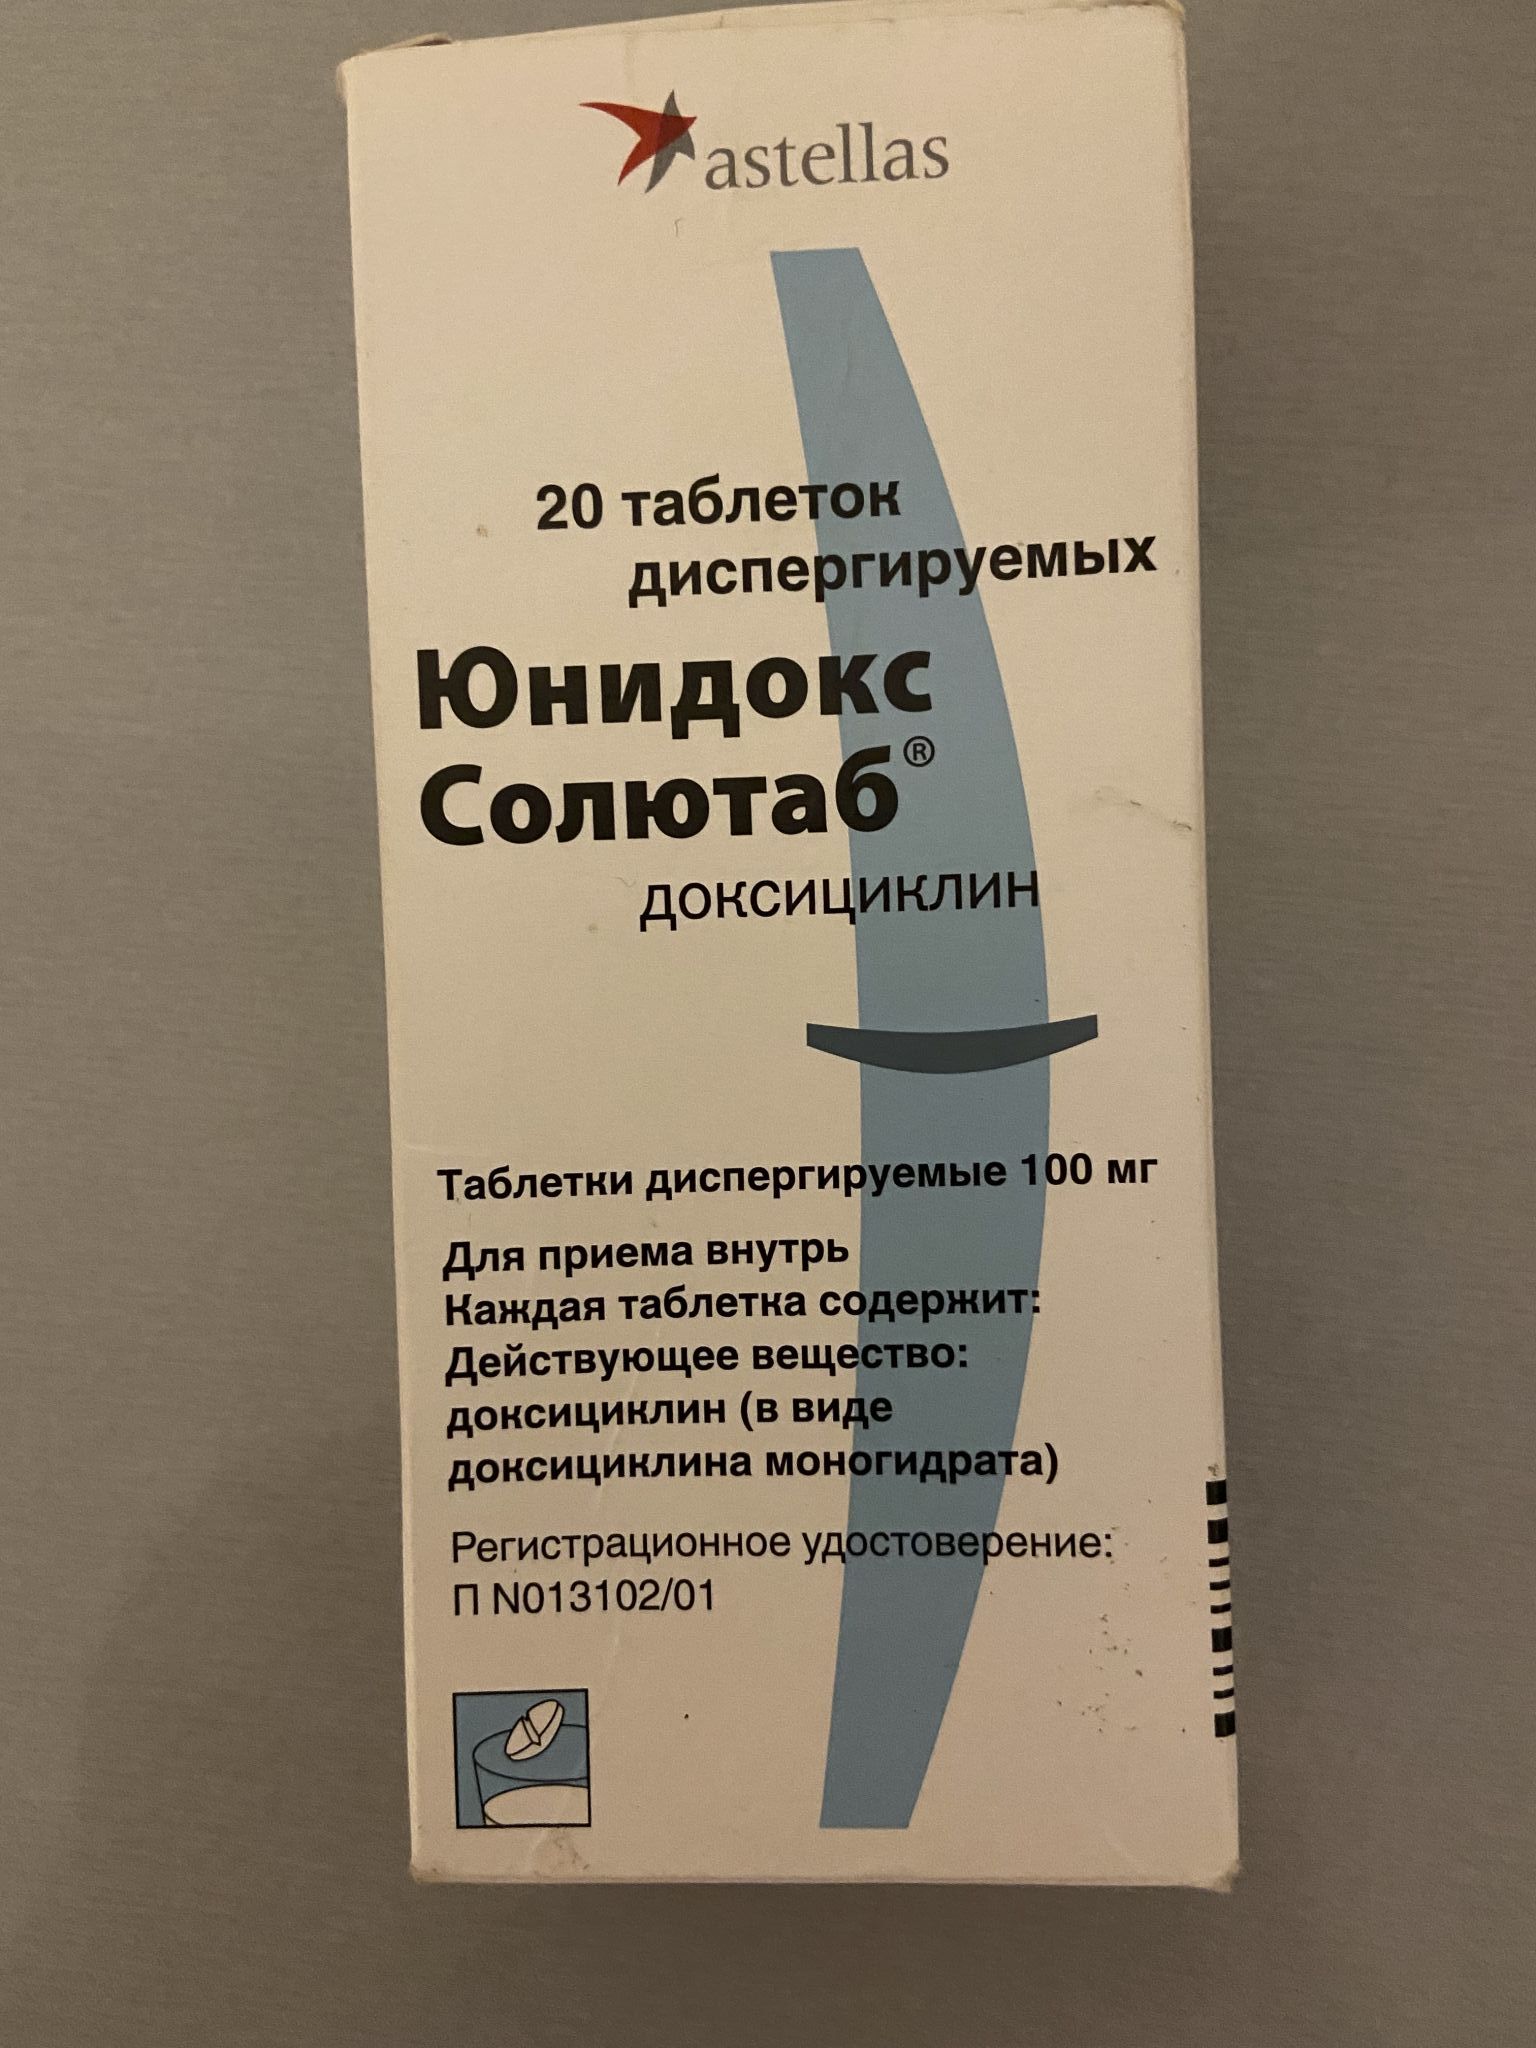 astellas
20 таблеток
диспергируемых
Юнидокс
Солютаб®
доксициклин
Таблетки диспергируемые 100 мг
Для приема внутрь
Каждая таблетка содержит:
Действующее вещество:
доксициклин (в виде
доксициклина моногидрата)
Регистрационное удостоверение:
П N013102/01